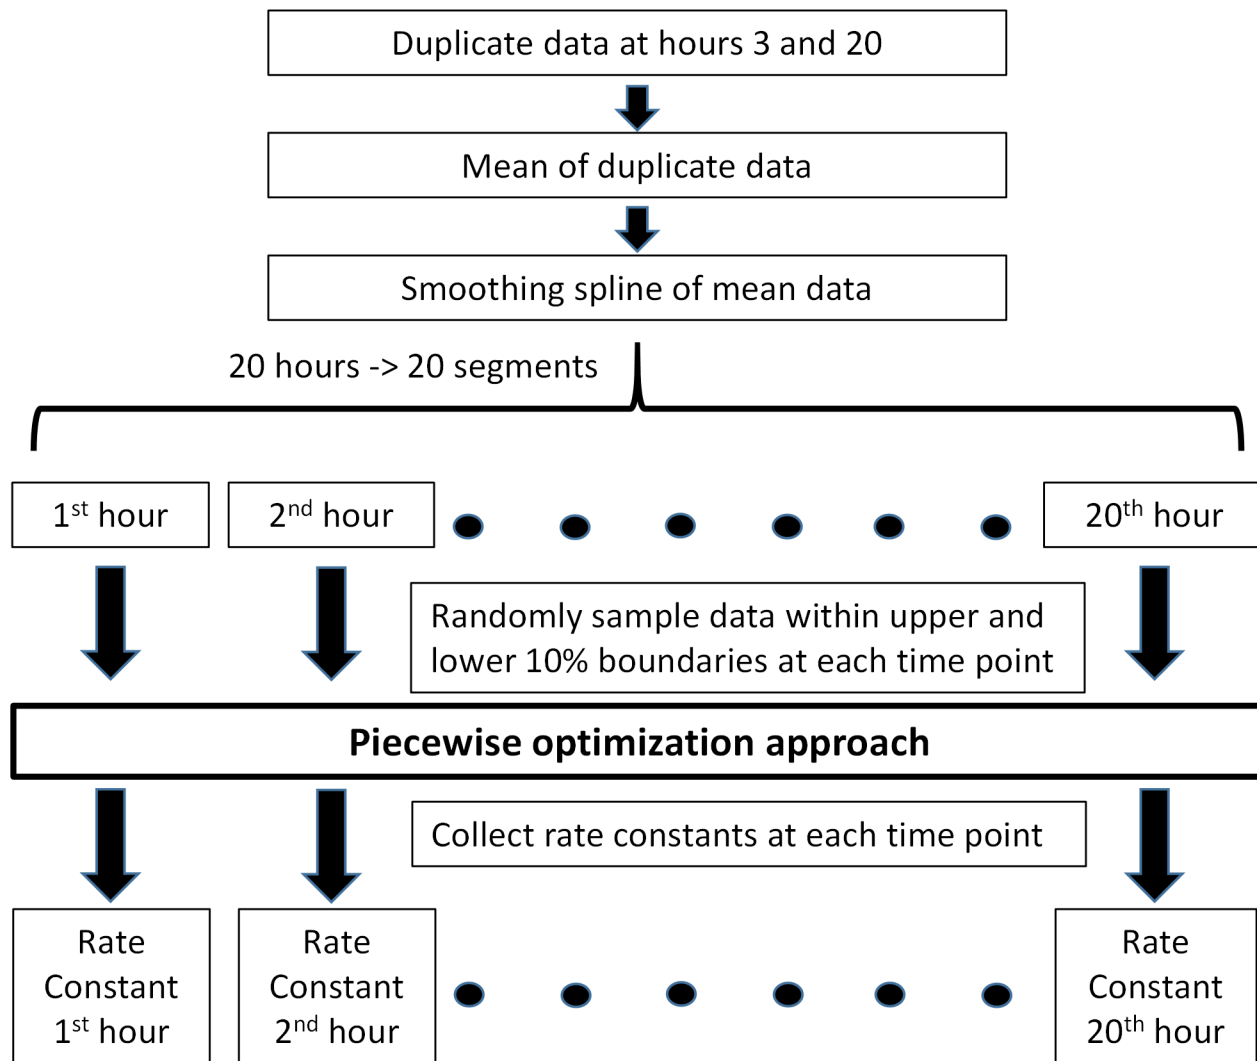 Duplicate data at hours 3 and 20
Mean of duplicate data
Smoothing spline of mean data
20 hours -> 20 segments
1st hour
2nd hour
20th hour
Randomly sample data within upper and
lower 10% boundaries at each time point
Piecewise optimization approach
Collect rate constants at each time point
Rate
Constant
1st hour
Rate
Constant
2nd hour
Rate
Constant
20th hour